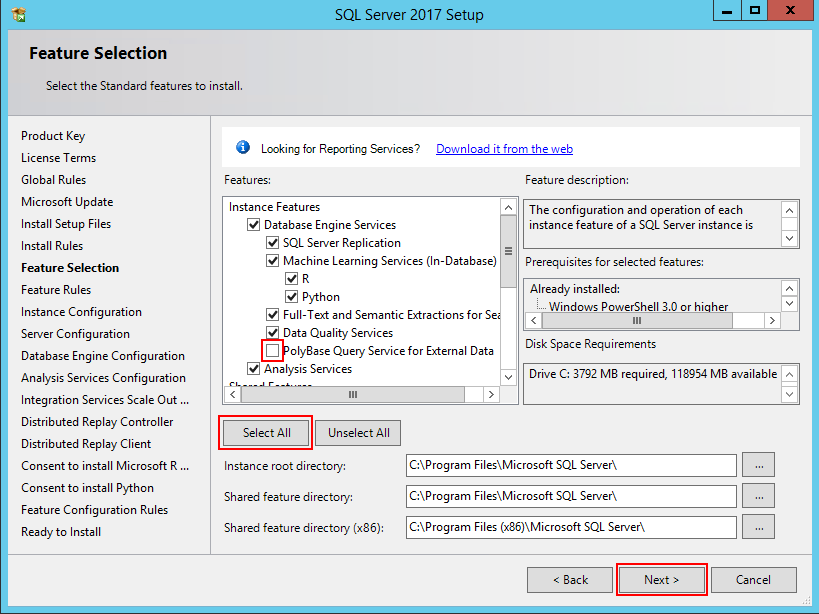 SQL Server 2017 Setup
Feature Selection
Select the Standard features to install.
Product Key
License Terms
Global Rules
Microsoft Update
Install Setup Files
Install Rules
Feature Selection
Feature Rules
Instance Configuration
Server Configuration
Database Engine Configuration
Analysis Services Configuration
Integration Services Scale Out ...
Distributed Replay Controller
Distributed Replay Client
Consent to install Microsoft R ...
Consent to install Python
Feature Configuration Rules
Ready to Install
Looking for Reporting Services? Download it from the web
Features:
Instance Features
Database Engine Services
SQL Server Replication
Machine Learning Services (In-Database)
R
Python
Full-Text and Semantic Extractions for Sea
Data Quality Services
PolyBase Query Service for External Data
Analysis Services
Shared Features
Feature description:
The configuration and operation of each
instance feature of a SQL Server instance is
Prerequisites for selected features:
Already installed:
Windows PowerShell 3.0 or higher
Disk Space Requirements
Drive C: 3792 MB required, 118954 MB available
Select All
Unselect All
Instance root directory: C:\Program Files\Microsoft SQL Server\ ...
Shared feature directory: C:\Program Files\Microsoft SQL Server\ ...
Shared feature directory (x86): C:\Program Files (x86)\Microsoft SQL Server\ ...
< Back
Next >
Cancel